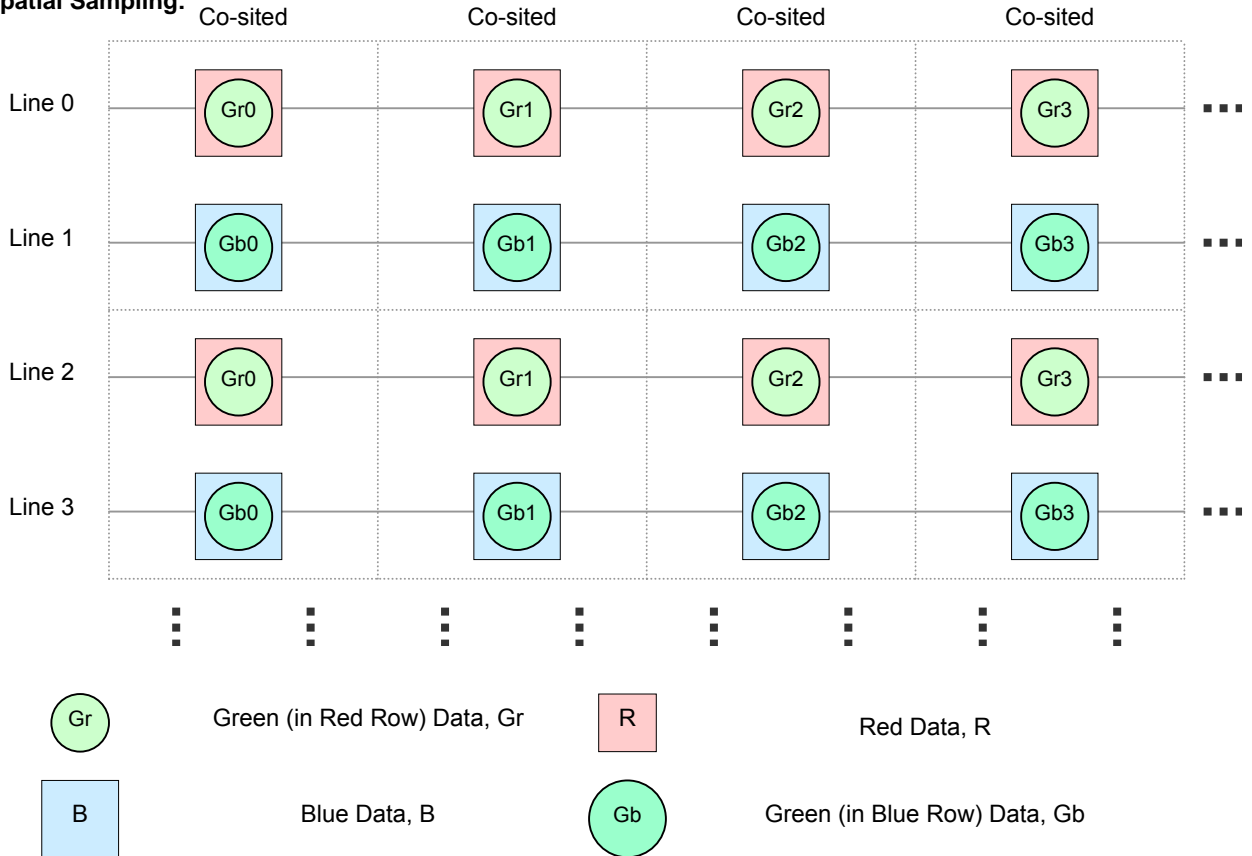 patial Sampling:
Co-sited Co-sited Co-sited Co-sited
Line 0 Gr0 Gr1 Gr2 Gr3
Line 1 Gb0 Gb1 Gb2 Gb3
Line 2 Gr0 Gr1 Gr2 Gr3
Line 3 Gb0 Gb1 Gb2 Gb3
Gr Green (in Red Row) Data, Gr R Red Data, R
B Blue Data, B Gb Green (in Blue Row) Data, Gb